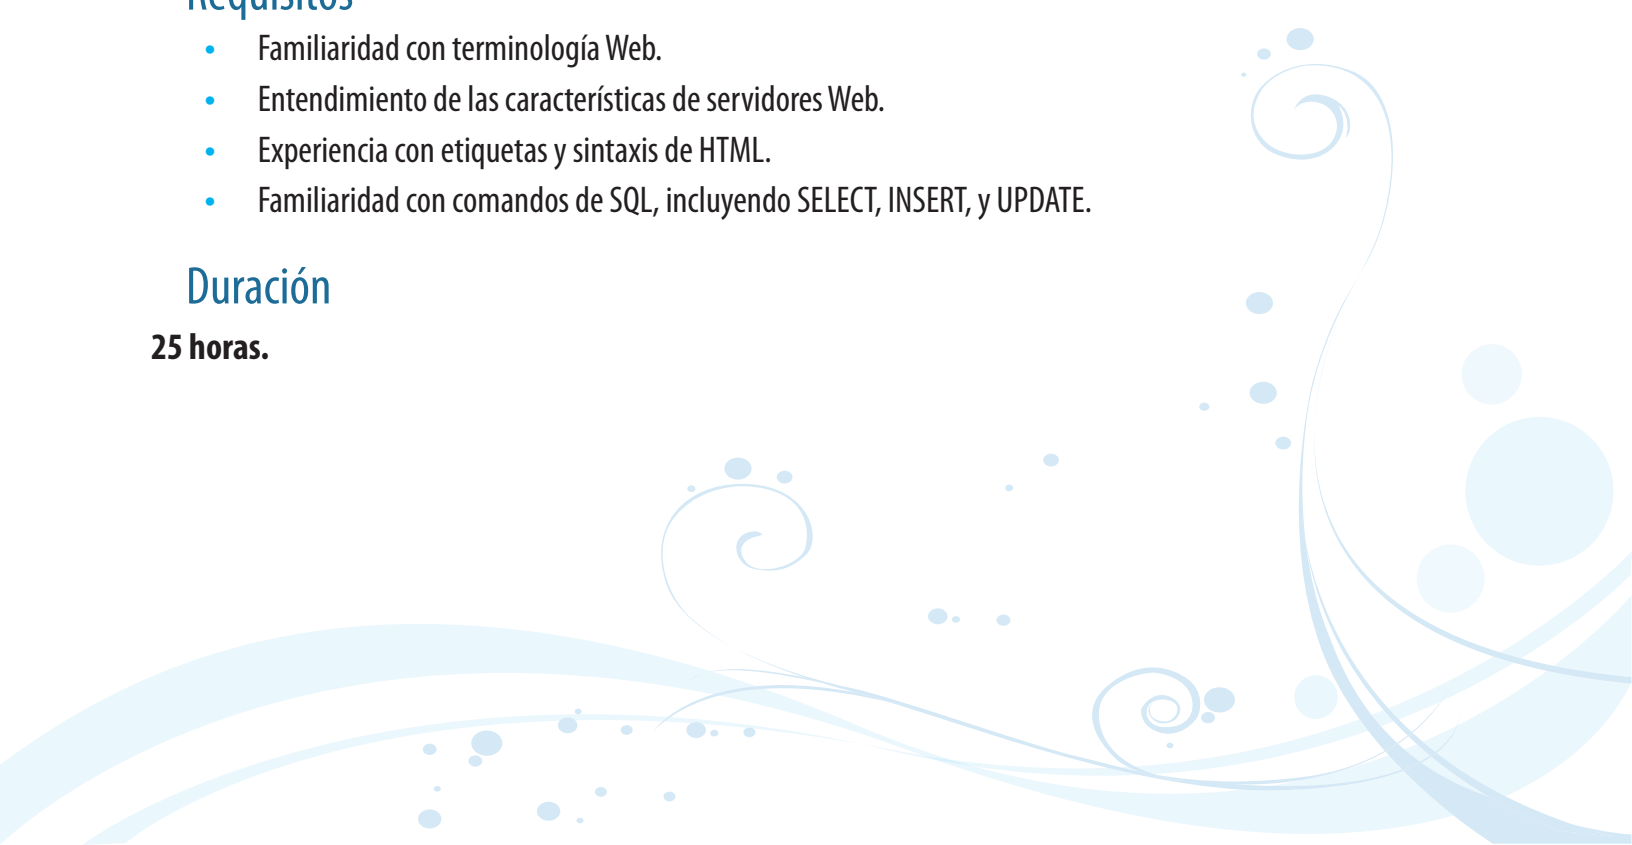 Requisitos
• Familiaridad con terminología Web.
• Entendimiento de las características de servidores Web.
• Experiencia con etiquetas y sintaxis de HTML.
• Familiaridad con comandos de SQL, incluyendo SELECT, INSERT, y UPDATE.
Duración
25 horas.